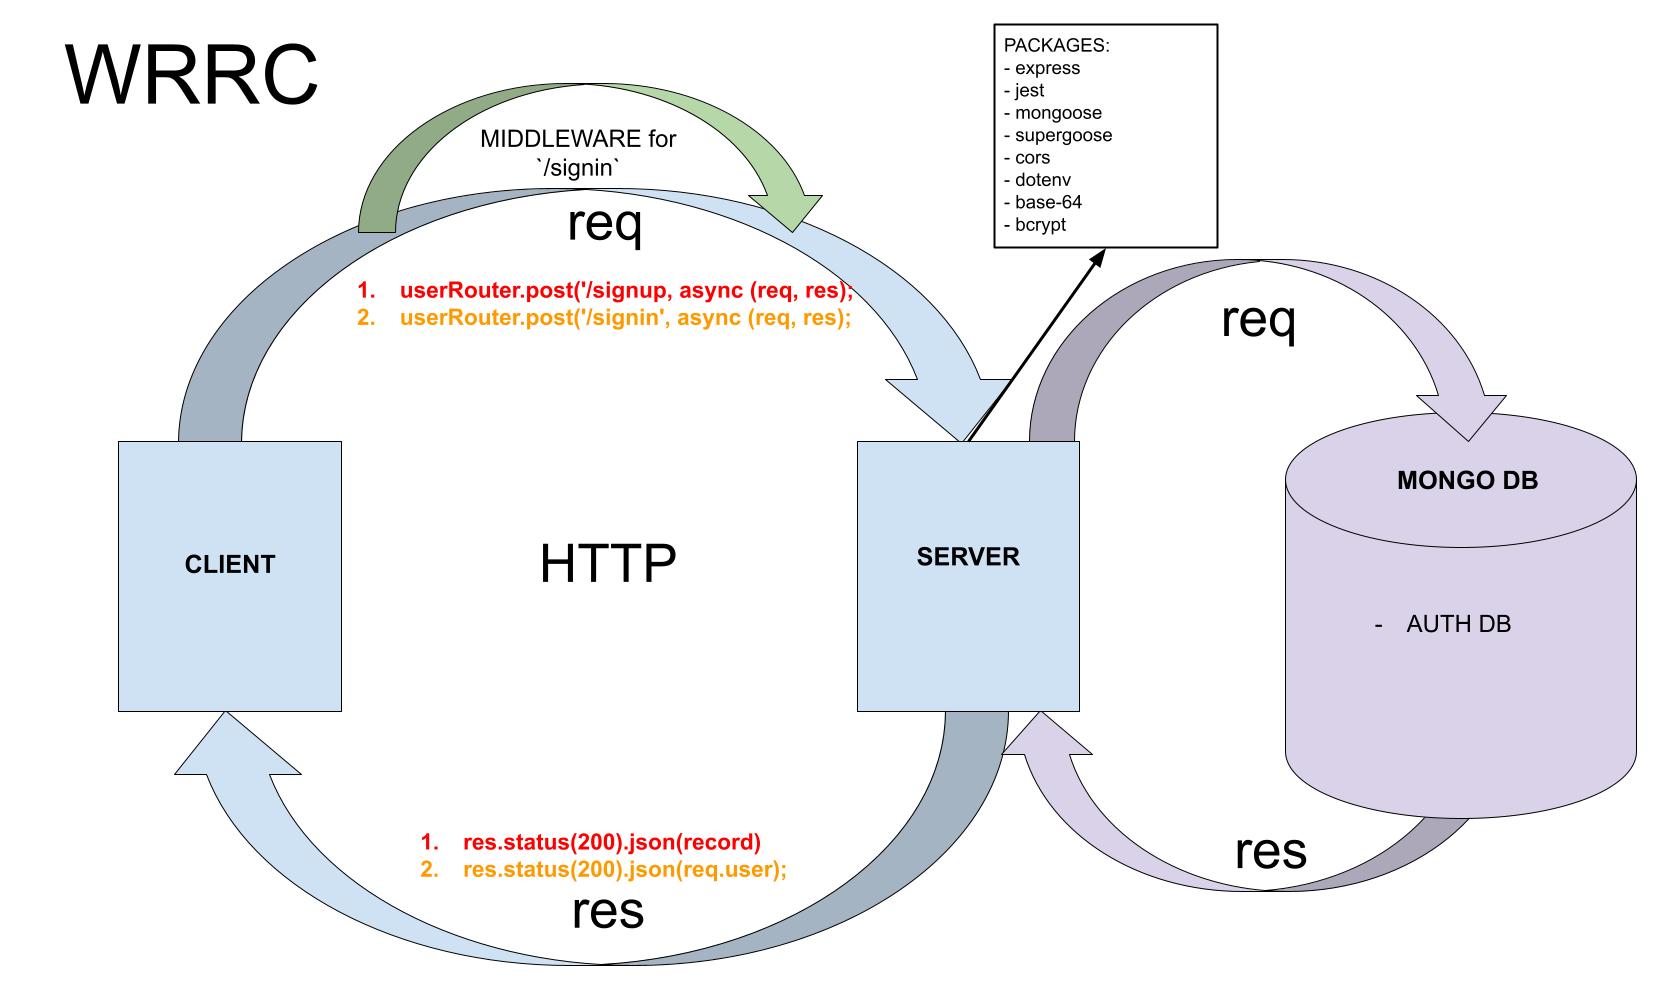 WRRC
PACKAGES:
- express
- jest
- mongoose
- supergoose
- cors
- dotenv
- base-64
- bcrypt
MIDDLEWARE for
`/signin`
req
1. userRouter.post('/signup, async (req, res);
2. userRouter.post('/signin', async (req, res);
req
CLIENT
HTTP
SERVER
MONGO DB
- AUTH DB
1. res.status(200).json(record)
2. res.status(200).json(req.user);
res
res